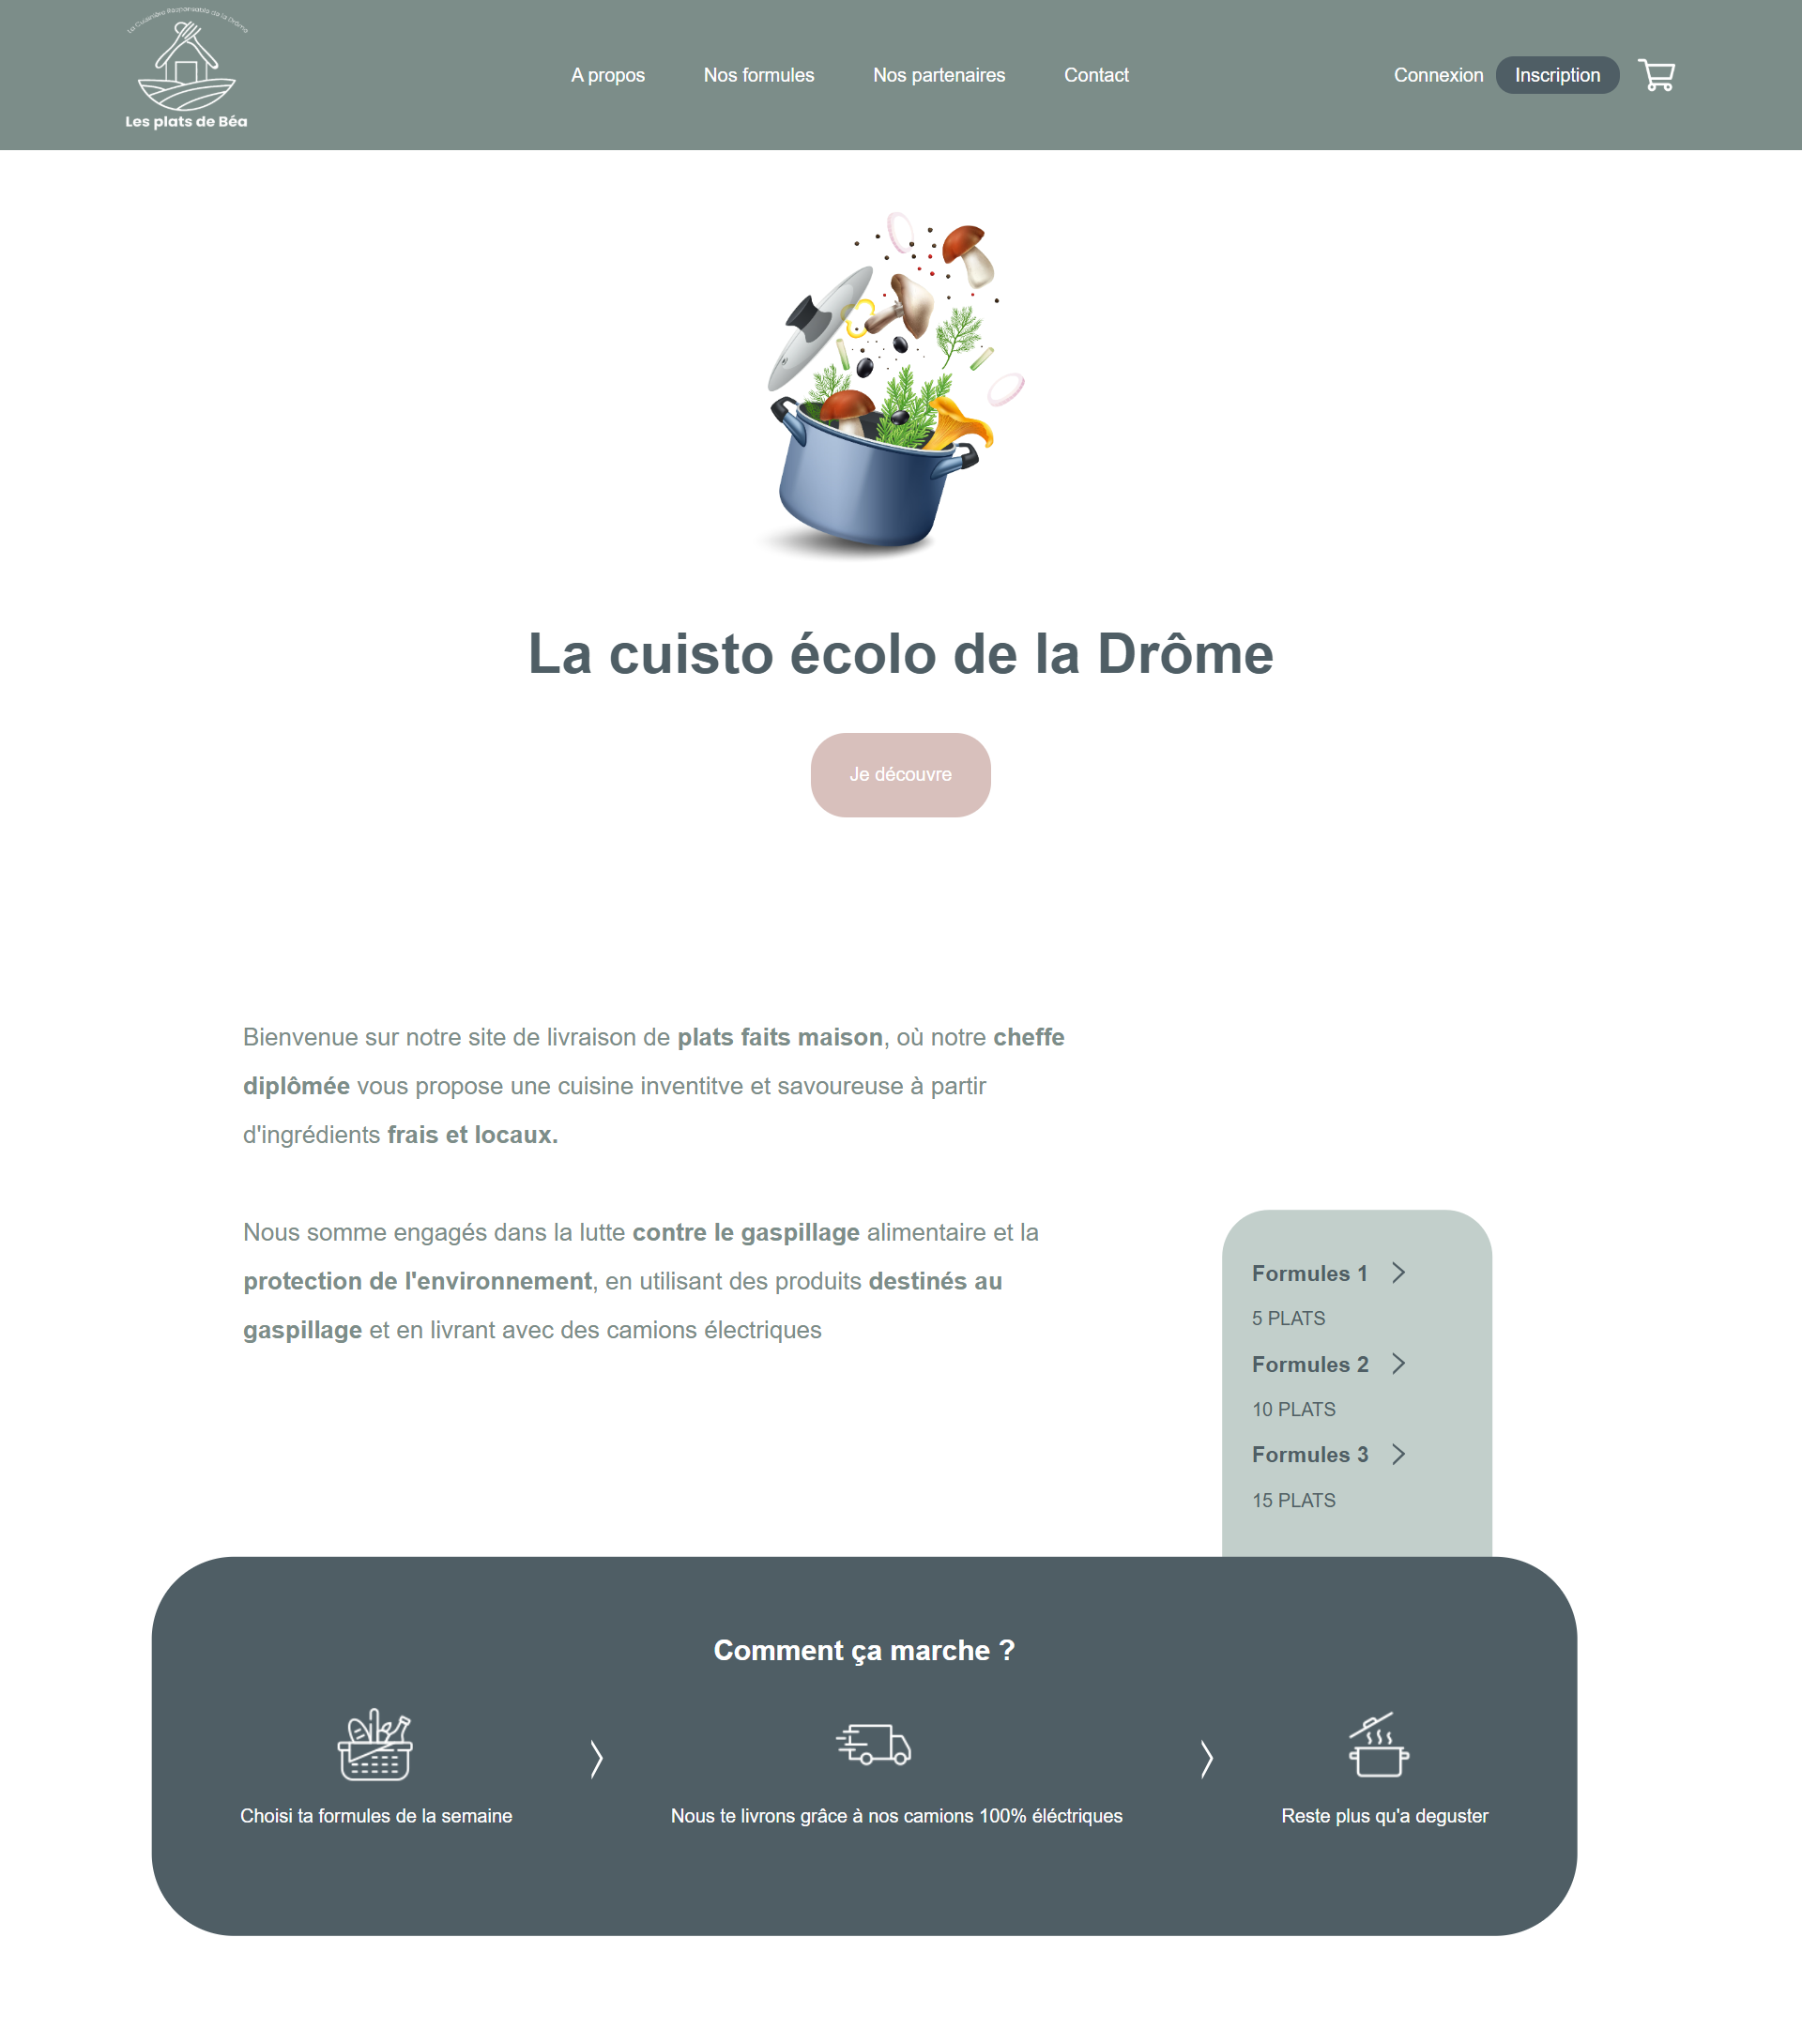 La Cuisinière Responsable de la Drôme
Les plats de Béa
A propos
Nos formules
Nos partenaires
Contact
Connexion
Inscription
La cuisto écolo de la Drôme
Je découvre
Bienvenue sur notre site de livraison de plats faits maison, où notre cheffe
diplômée vous propose une cuisine inventitve et savoureuse à partir
d'ingrédients frais et locaux.
Nous somme engagés dans la lutte contre le gaspillage alimentaire et la
protection de l'environnement, en utilisant des produits destinés au
gaspillage et en livrant avec des camions électriques
Formules 1
5 PLATS
Formules 2
10 PLATS
Formules 3
15 PLATS
Comment ça marche ?
Choisi ta formules de la semaine
Nous te livrons grâce à nos camions 100% éléctriques
Reste plus qu'a deguster